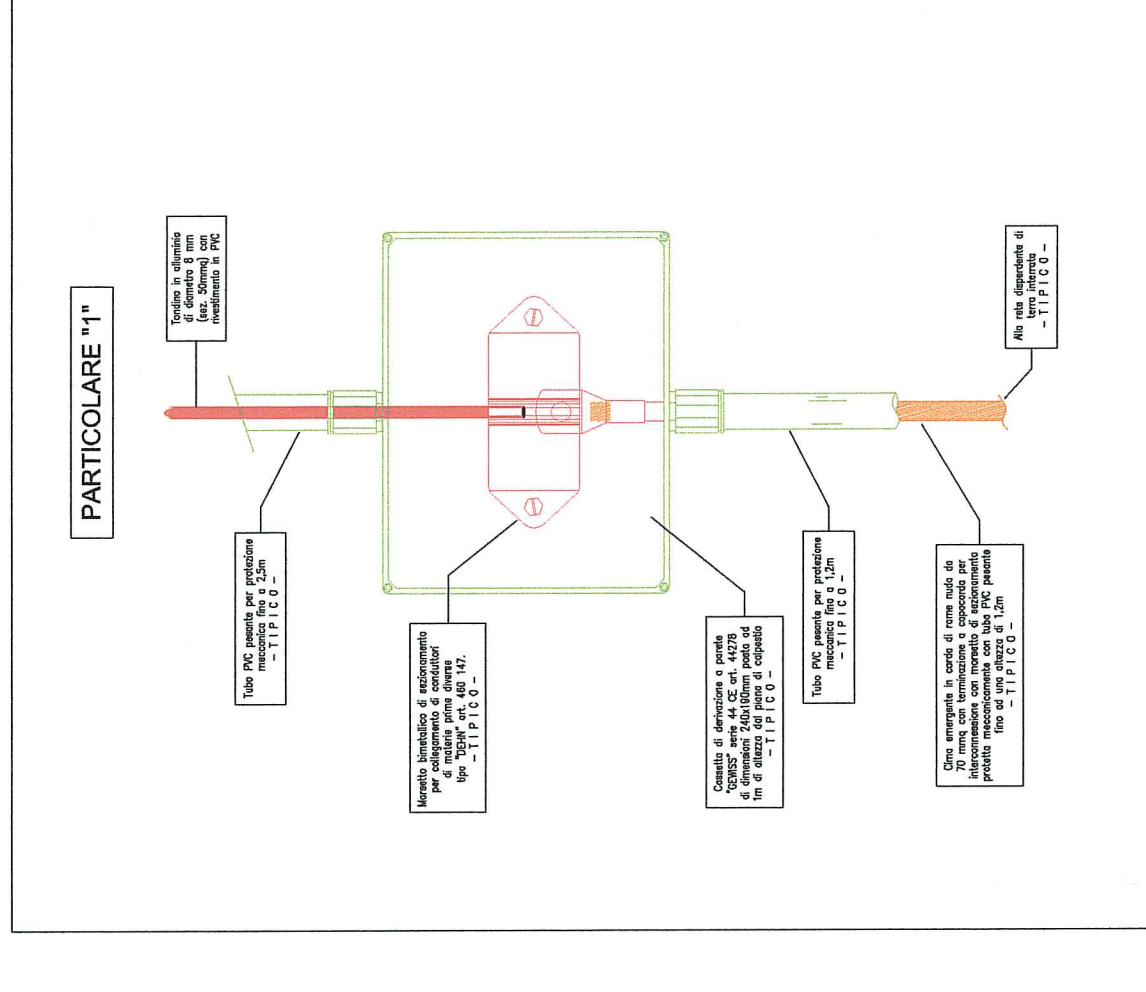 PARTICOLARE "1"
Tondino in alluminio
di diametro 8 mm
(sez. 50mmq) con
rivestimento in PVC
Tubo PVC pesante per protezione
meccanica fino a 2,5m
– T I P I C O –
Morsetto bimetallico di sezionamento
per collegamento di conduttori
di materie prime diverse
tipo "DEHN" art. 460 147.
– T I P I C O –
Cassetta di derivazione a parete
"GEWISS" serie 44 CE art. 44278
di dimensioni 240x190mm posta ad
1m di altezza dal piano di calpestio
– T I P I C O –
Tubo PVC pesante per protezione
meccanica fino a 1,2m
– T I P I C O –
Cima emergente in corda di rame nudo da
70 mmq con terminazione a capocorda per
interconnessione con morsetto di sezionamento
protetta meccanicamente con tubo PVC pesante
fino ad una altezza di 1,2m
– T I P I C O –
Alla rete disperdente di
terra interrata
– T I P I C O –